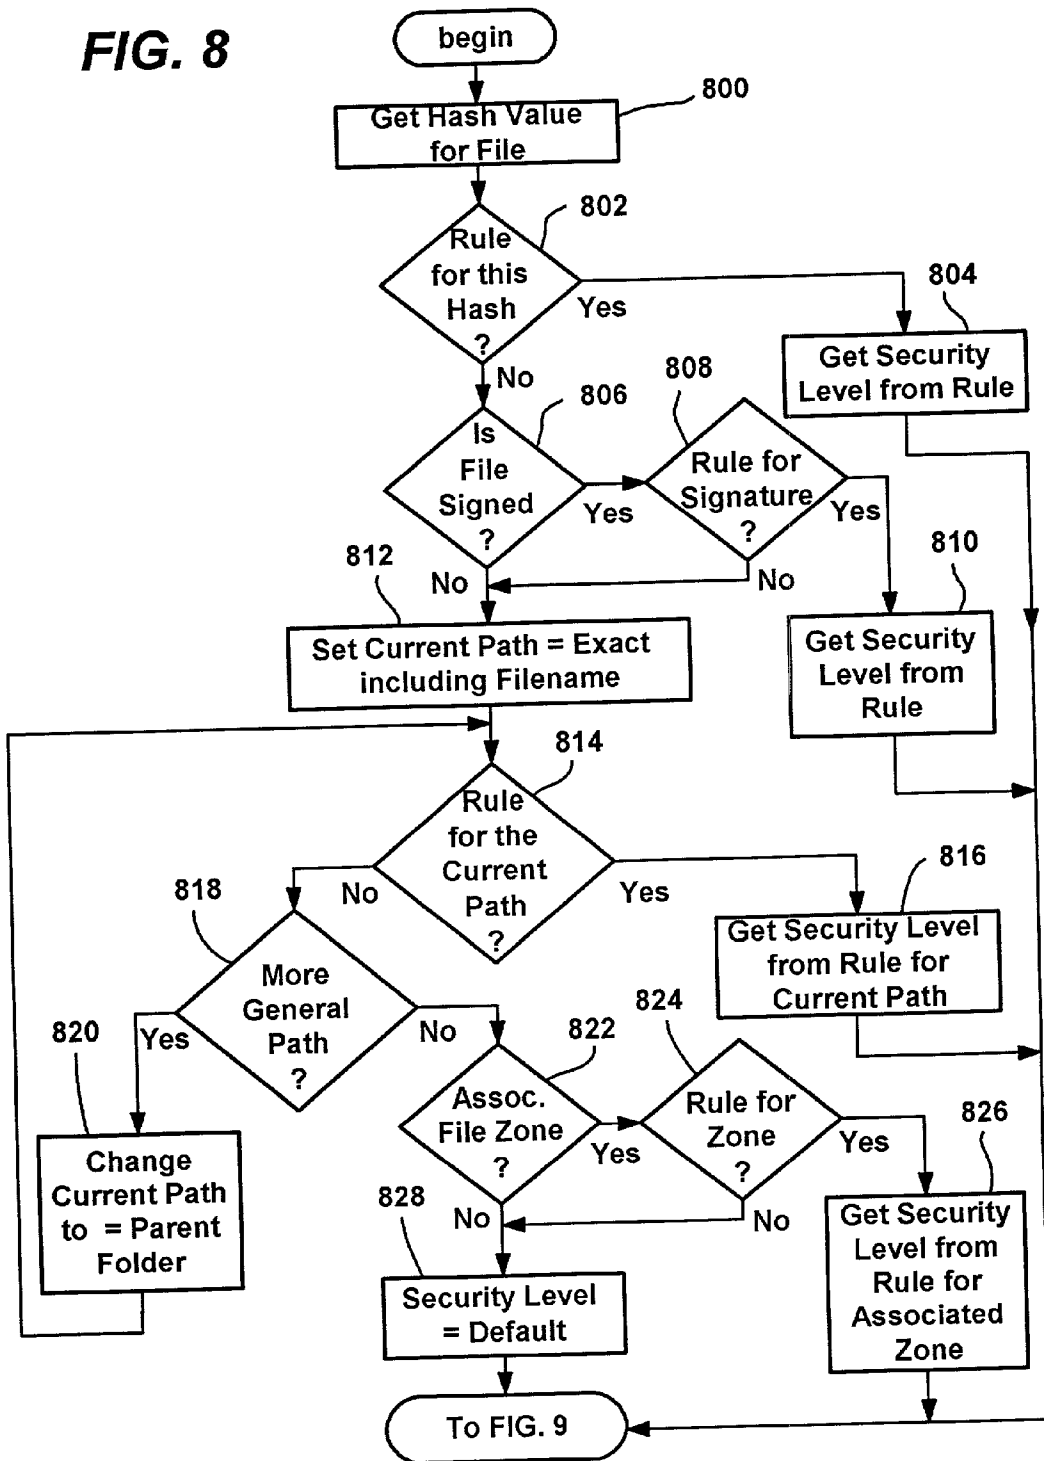 FIG. 8
begin
800
Get Hash Value
for File
802
Rule
for this
Hash
?
Yes
No
804
Get Security
Level from Rule
806
Is
File
Signed
?
Yes
No
808
Rule for
Signature
?
Yes
No
810
Get Security
Level from
Rule
812
Set Current Path = Exact
including Filename
814
Rule
for the
Current
Path
?
No
Yes
816
Get Security Level
from Rule for
Current Path
818
More
General
Path
?
Yes
No
820
Change
Current Path
to = Parent
Folder
822
Assoc.
File Zone
?
Yes
No
824
Rule for
Zone
?
Yes
No
826
Get Security
Level from
Rule for
Associated
Zone
828
Security Level
= Default
To FIG. 9